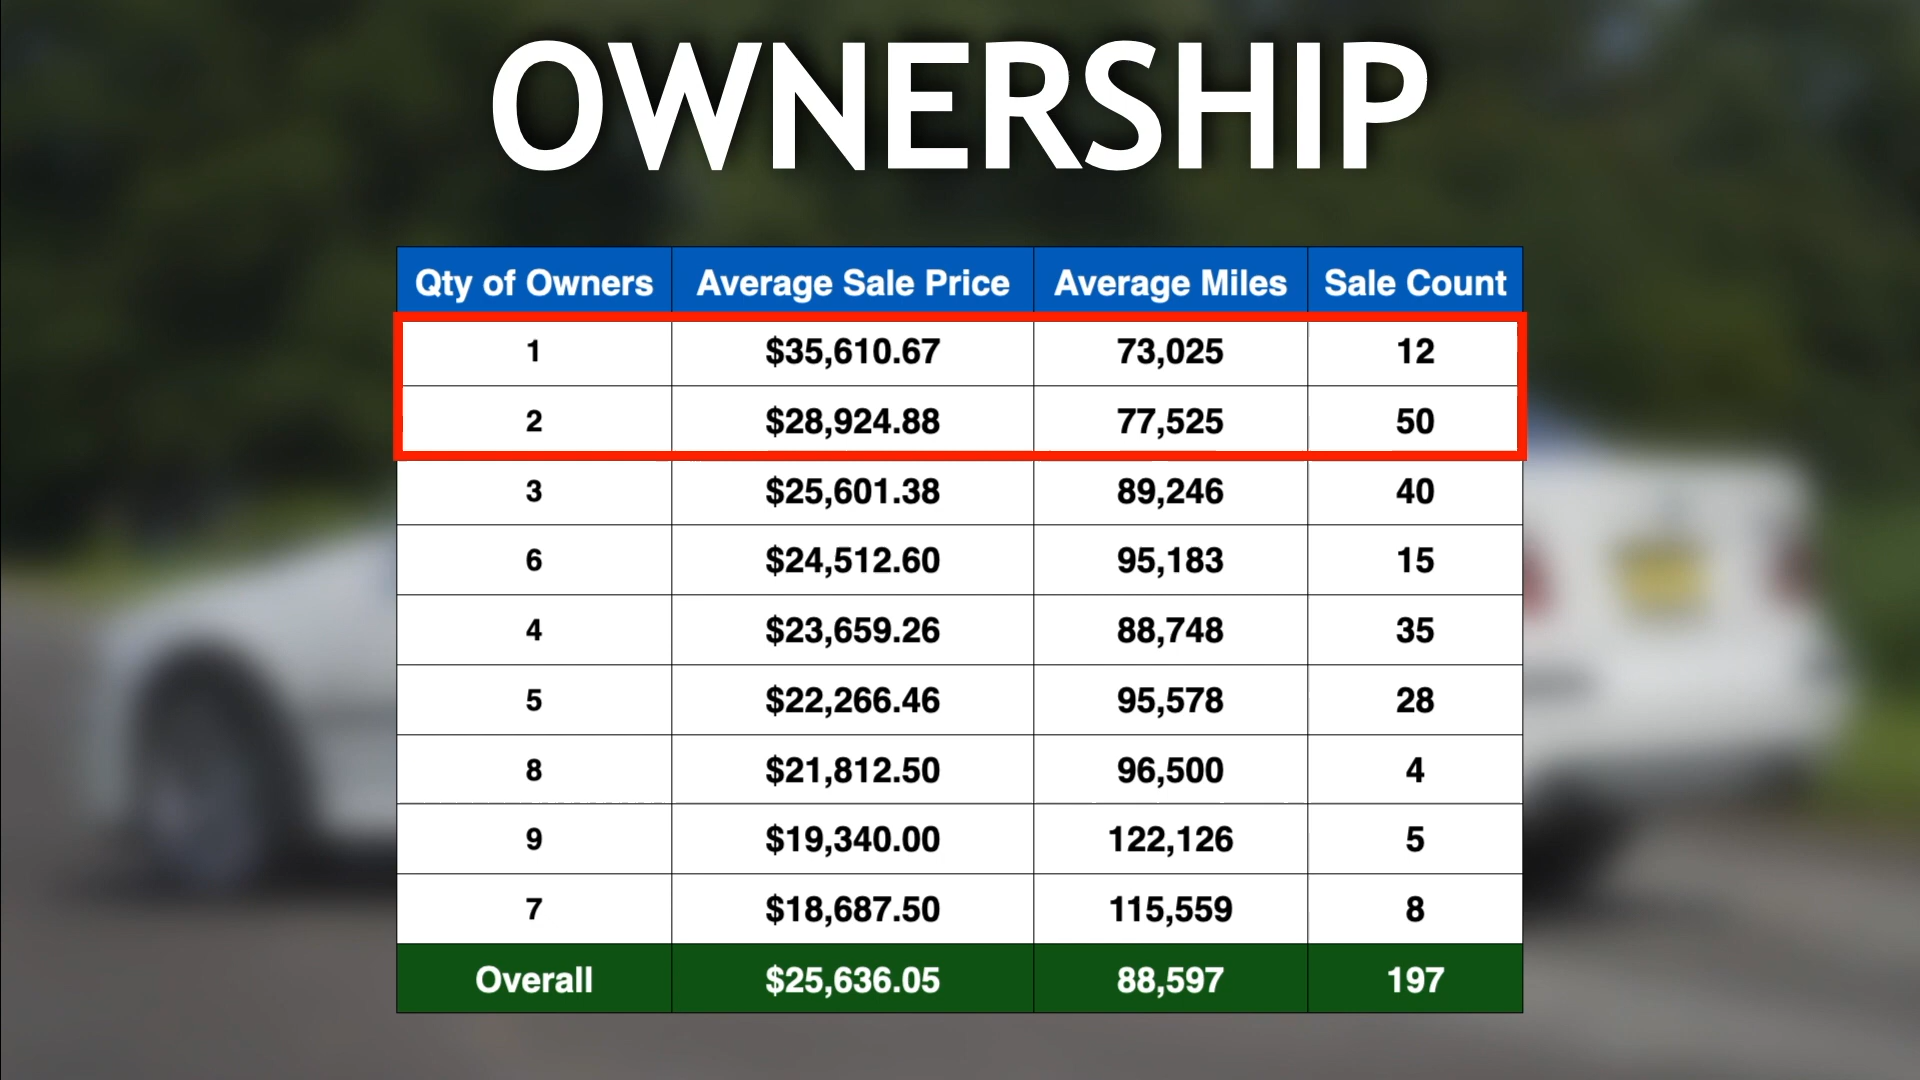 OWNERSHIP
Qty of Owners Average Sale Price Average Miles Sale Count
1 $35,610.67 73,025 12
2 $28,924.88 77,525 50
3 $25,601.38 89,246 40
6 $24,512.60 95,183 15
4 $23,659.26 88,748 35
5 $22,266.46 95,578 28
8 $21,812.50 96,500 4
9 $19,340.00 122,126 5
7 $18,687.50 115,559 8
Overall $25,636.05 88,597 197